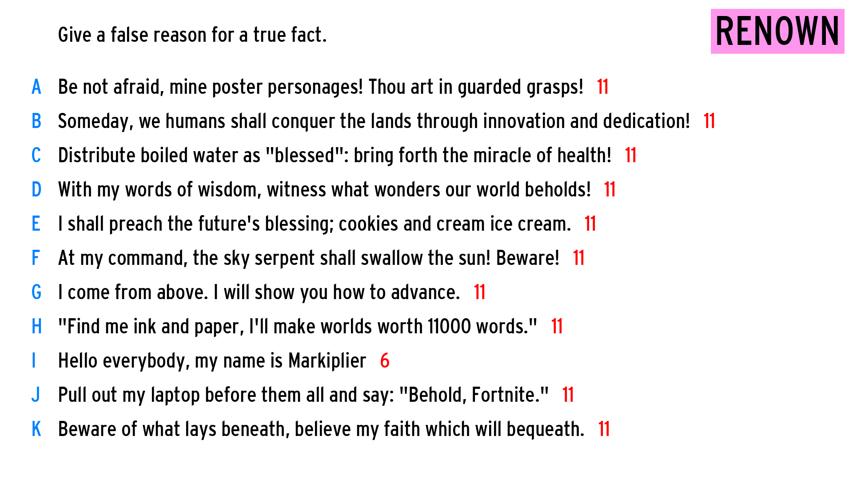 Give a false reason for a true fact.
RENOWN
A Be not afraid, mine poster personages! Thou art in guarded grasps! 11
B Someday, we humans shall conquer the lands through innovation and dedication! 11
C Distribute boiled water as "blessed": bring forth the miracle of health! 11
D With my words of wisdom, witness what wonders our world beholds! 11
E I shall preach the future's blessing; cookies and cream ice cream. 11
F At my command, the sky serpent shall swallow the sun! Beware! 11
G I come from above. I will show you how to advance. 11
H "Find me ink and paper, I'll make worlds worth 11000 words." 11
I Hello everybody, my name is Markiplier 6
J Pull out my laptop before them all and say: "Behold, Fortnite." 11
K Beware of what lays beneath, believe my faith which will bequeath. 11